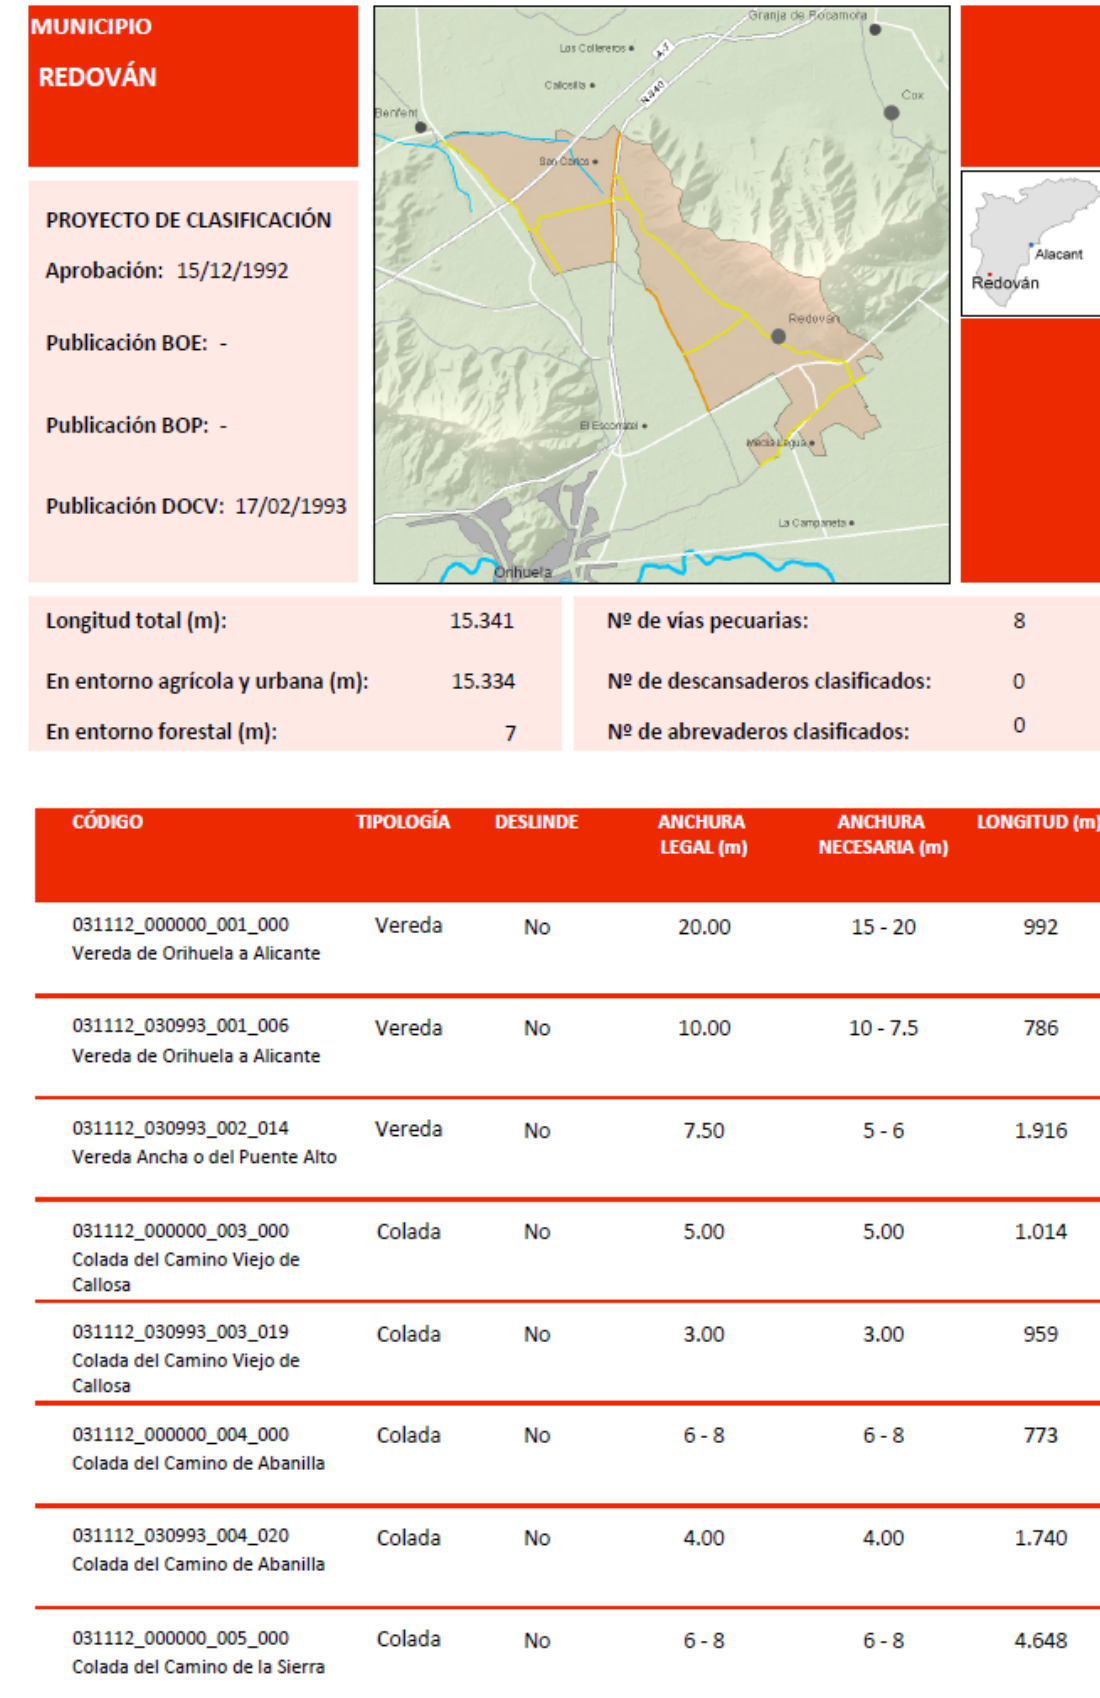 MUNICIPIO
REDOVÁN
PROYECTO DE CLASIFICACIÓN
Aprobación: 15/12/1992
Publicación BOE: -
Publicación BOP: -
Publicación DOCV: 17/02/1993
Granja de Rocamora
Los Collereros
A-7
Callosilla
N-340
Cox
Benferri
San Carlos
Redován
El Escorratel
Media Legua
La Campaneta
Orihuela
Alacant
Redován
Longitud total (m): 15.341
En entorno agrícola y urbana (m): 15.334
En entorno forestal (m): 7
Nº de vías pecuarias: 8
Nº de descansaderos clasificados: 0
Nº de abrevaderos clasificados: 0
CÓDIGO TIPOLOGÍA DESLINDE ANCHURA LEGAL (m) ANCHURA NECESARIA (m) LONGITUD (m)
031112_000000_001_000 Vereda No 20.00 15 - 20 992
Vereda de Orihuela a Alicante
031112_030993_001_006 Vereda No 10.00 10 - 7.5 786
Vereda de Orihuela a Alicante
031112_030993_002_014 Vereda No 7.50 5 - 6 1.916
Vereda Ancha o del Puente Alto
031112_000000_003_000 Colada No 5.00 5.00 1.014
Colada del Camino Viejo de
Callosa
031112_030993_003_019 Colada No 3.00 3.00 959
Colada del Camino Viejo de
Callosa
031112_000000_004_000 Colada No 6 - 8 6 - 8 773
Colada del Camino de Abanilla
031112_030993_004_020 Colada No 4.00 4.00 1.740
Colada del Camino de Abanilla
031112_000000_005_000 Colada No 6 - 8 6 - 8 4.648
Colada del Camino de la Sierra